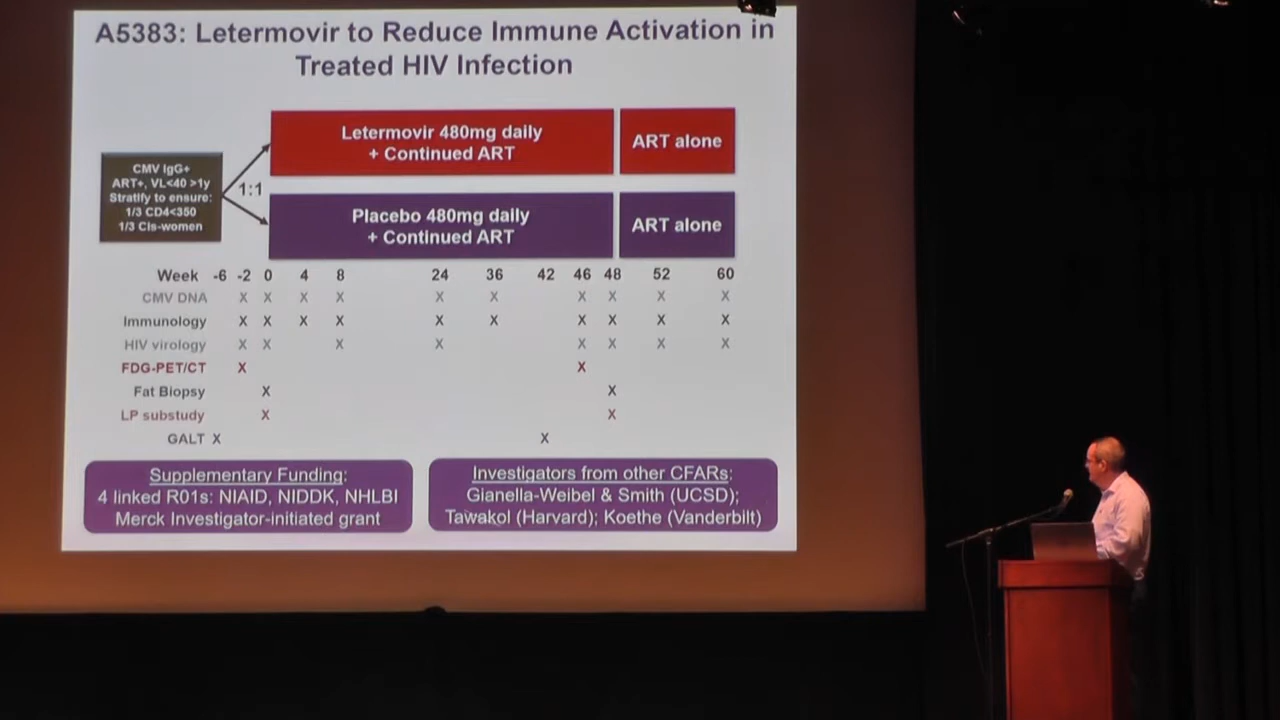 A5383: Letermovir to Reduce Immune Activation in
Treated HIV Infection
CMV IgG+
ART+, VL<40 >1y
Stratify to ensure:
1/3 CD4<350
1/3 Cis-women
1:1
Letermovir 480mg daily
+ Continued ART
ART alone
Placebo 480mg daily
+ Continued ART
ART alone
Week -6 -2 0 4 8 24 36 42 46 48 52 60
CMV DNA X X X X X X X X X X
Immunology X X X X X X X X X X
HIV virology X X X X X X X X
FDG-PET/CT X X
Fat Biopsy X X
LP substudy X X
GALT X X
Supplementary Funding:
4 linked R01s: NIAID, NIDDK, NHLBI
Merck Investigator-initiated grant
Investigators from other CFARs:
Gianella-Weibel & Smith (UCSD);
Tawakol (Harvard); Koethe (Vanderbilt)